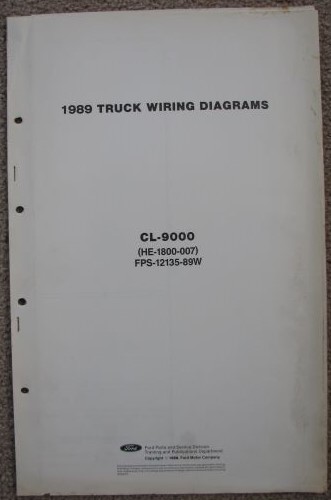 1989 TRUCK WIRING DIAGRAMS
CL-9000
(HE-1800-007)
FPS-12135-89W
Ford
Ford Parts and Service Division
Training and Publications Department
Copyright © 1988, Ford Motor Company